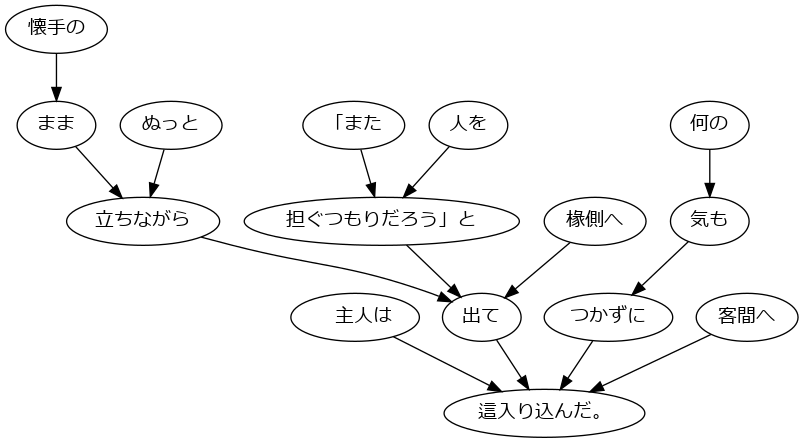 懐手の
まま
ぬっと
「また
人を
何の
立ちながら
担ぐつもりだろう」と
椽側へ
気も
主人は
出て
つかずに
客間へ
這入り込んだ。